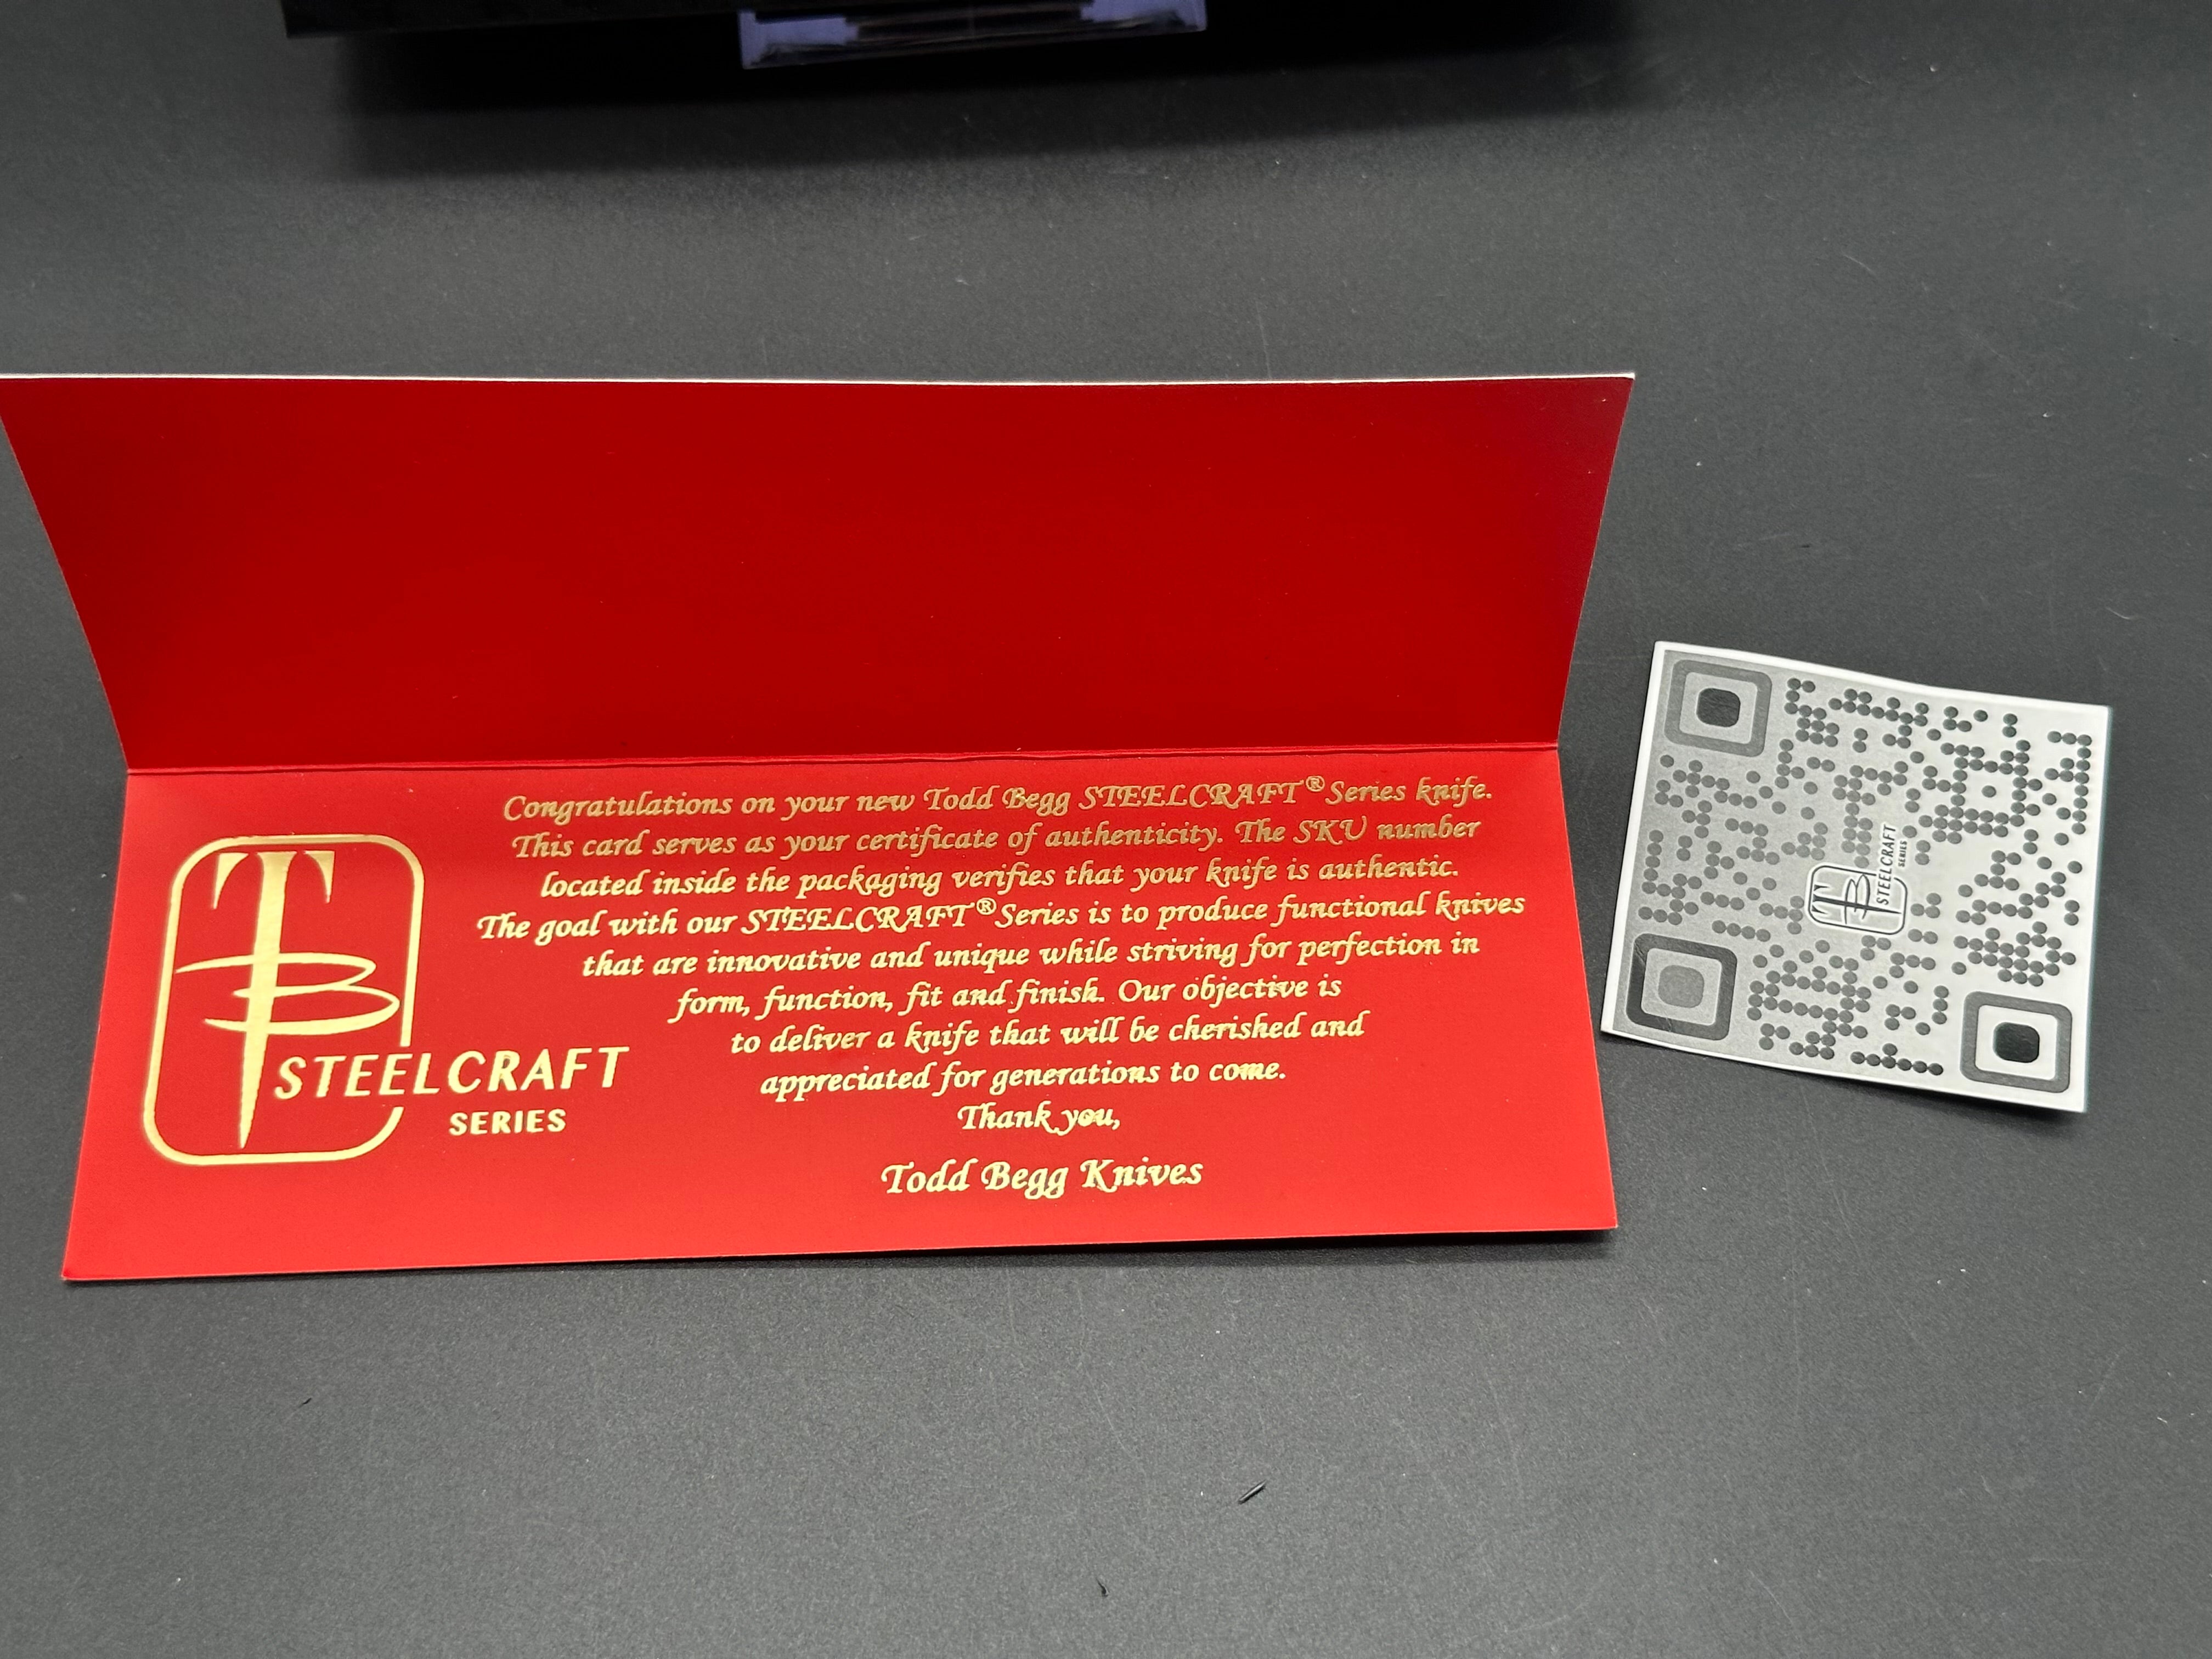 Congratulations on your new Todd Begg STEELCRAFT® Series knife.
This card serves as your certificate of authenticity. The SKU number
located inside the packaging verifies that your knife is authentic.
The goal with our STEELCRAFT® Series is to produce functional knives
that are innovative and unique while striving for perfection in
form, function, fit and finish. Our objective is
to deliver a knife that will be cherished and
appreciated for generations to come.
Thank you,
Todd Begg Knives
TB
STEELCRAFT
SERIES
TB
STEELCRAFT
SERIES